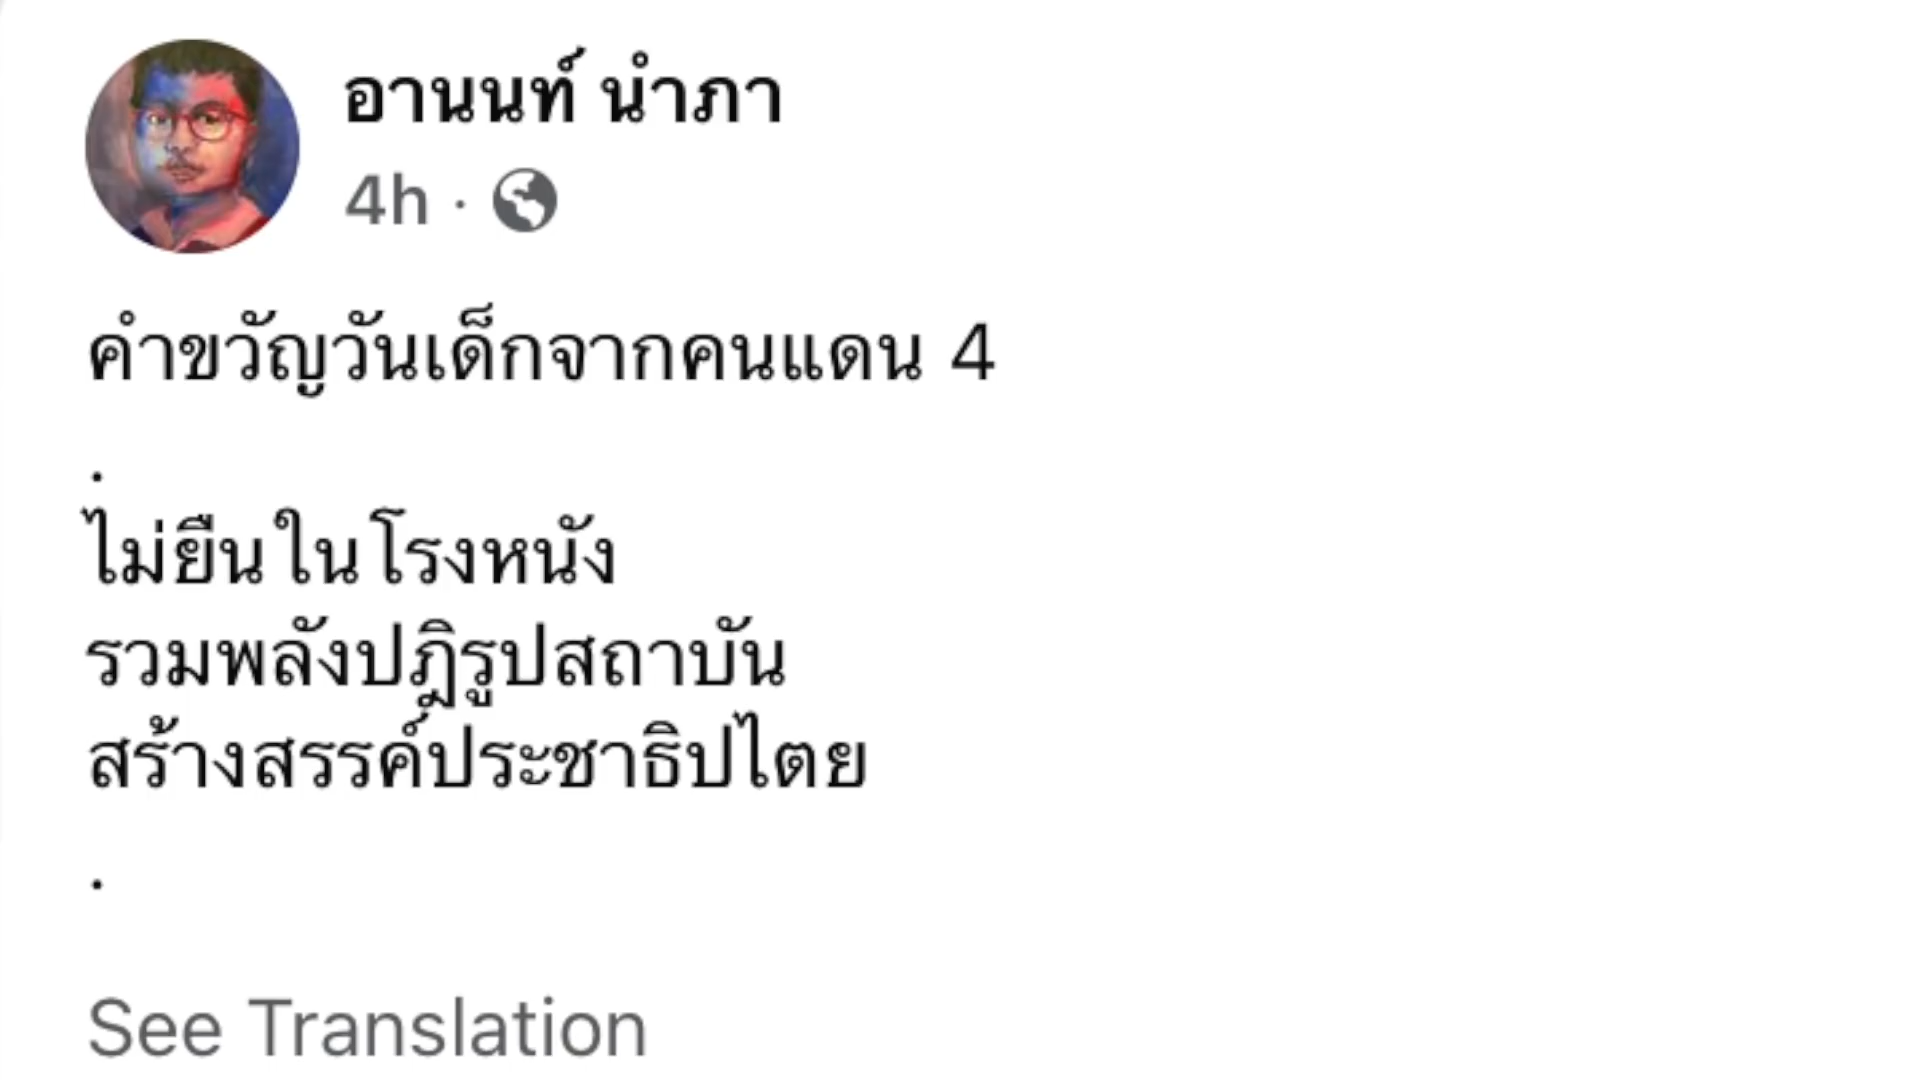 อานนท์ นำภา
4h ·
คำขวัญวันเด็กจากคนแดน 4
.
ไม่ยืนในโรงหนัง
รวมพลังปฎิรูปสถาบัน
สร้างสรรค์ประชาธิปไตย
.
See Translation